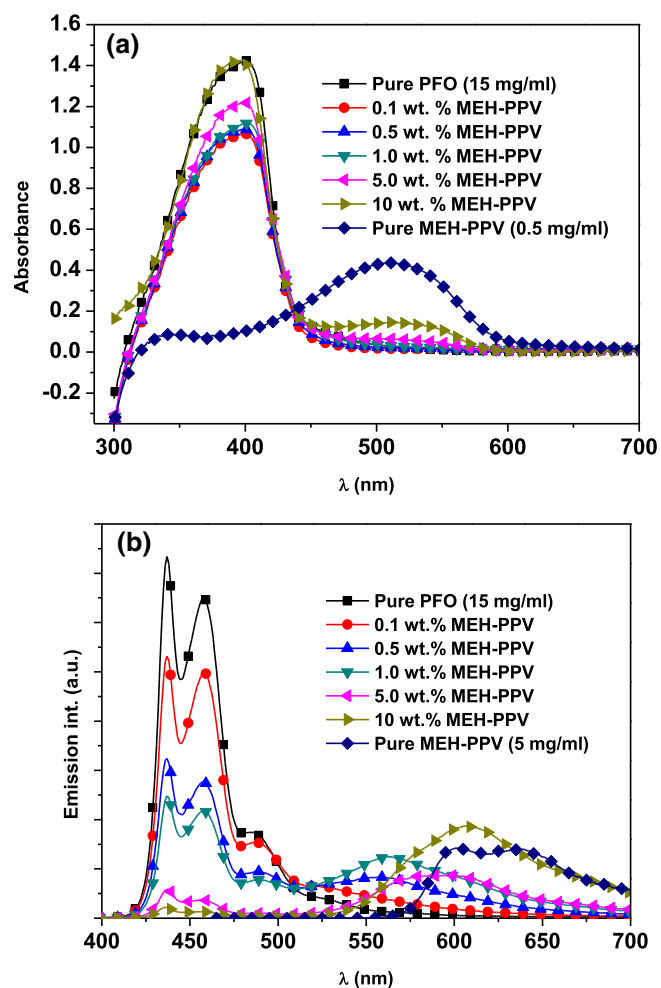 (a)
1.6
1.4
1.2
1.0
0.8
0.6
0.4
0.2
0.0
-0.2
Absorbance
Pure PFO (15 mg/ml)
0.1 wt. % MEH-PPV
0.5 wt. % MEH-PPV
1.0 wt. % MEH-PPV
5.0 wt. % MEH-PPV
10 wt. % MEH-PPV
Pure MEH-PPV (0.5 mg/ml)
300 400 500 600 700
λ (nm)
(b)
Emission int. (a.u.)
Pure PFO (15 mg/ml)
0.1 wt.% MEH-PPV
0.5 wt.% MEH-PPV
1.0 wt.% MEH-PPV
5.0 wt.% MEH-PPV
10 wt.% MEH-PPV
Pure MEH-PPV (5 mg/ml)
400 450 500 550 600 650 700
λ (nm)